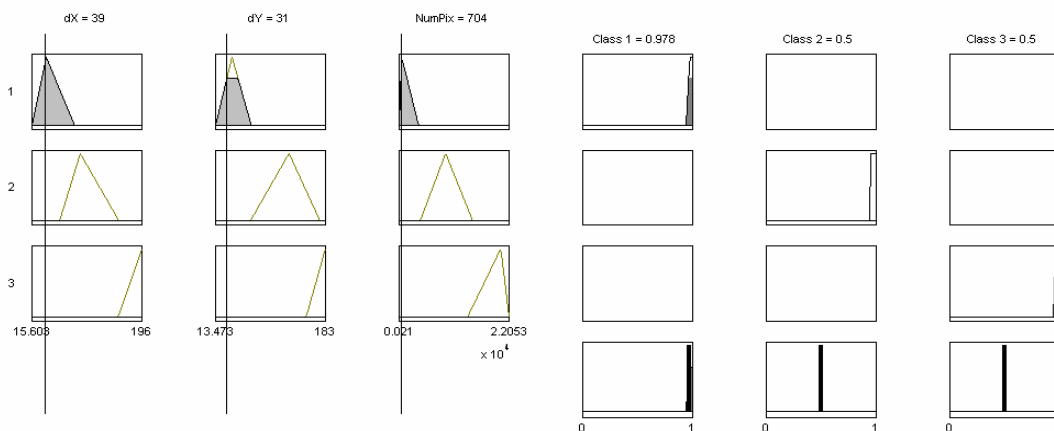 dX = 39 dY = 31 NumPix = 704 Class 1 = 0.978 Class 2 = 0.5 Class 3 = 0.5
1
2
3
15.603 196 13.473 183 0.021 2.2053
x 10⁴
0 1 0 1 0